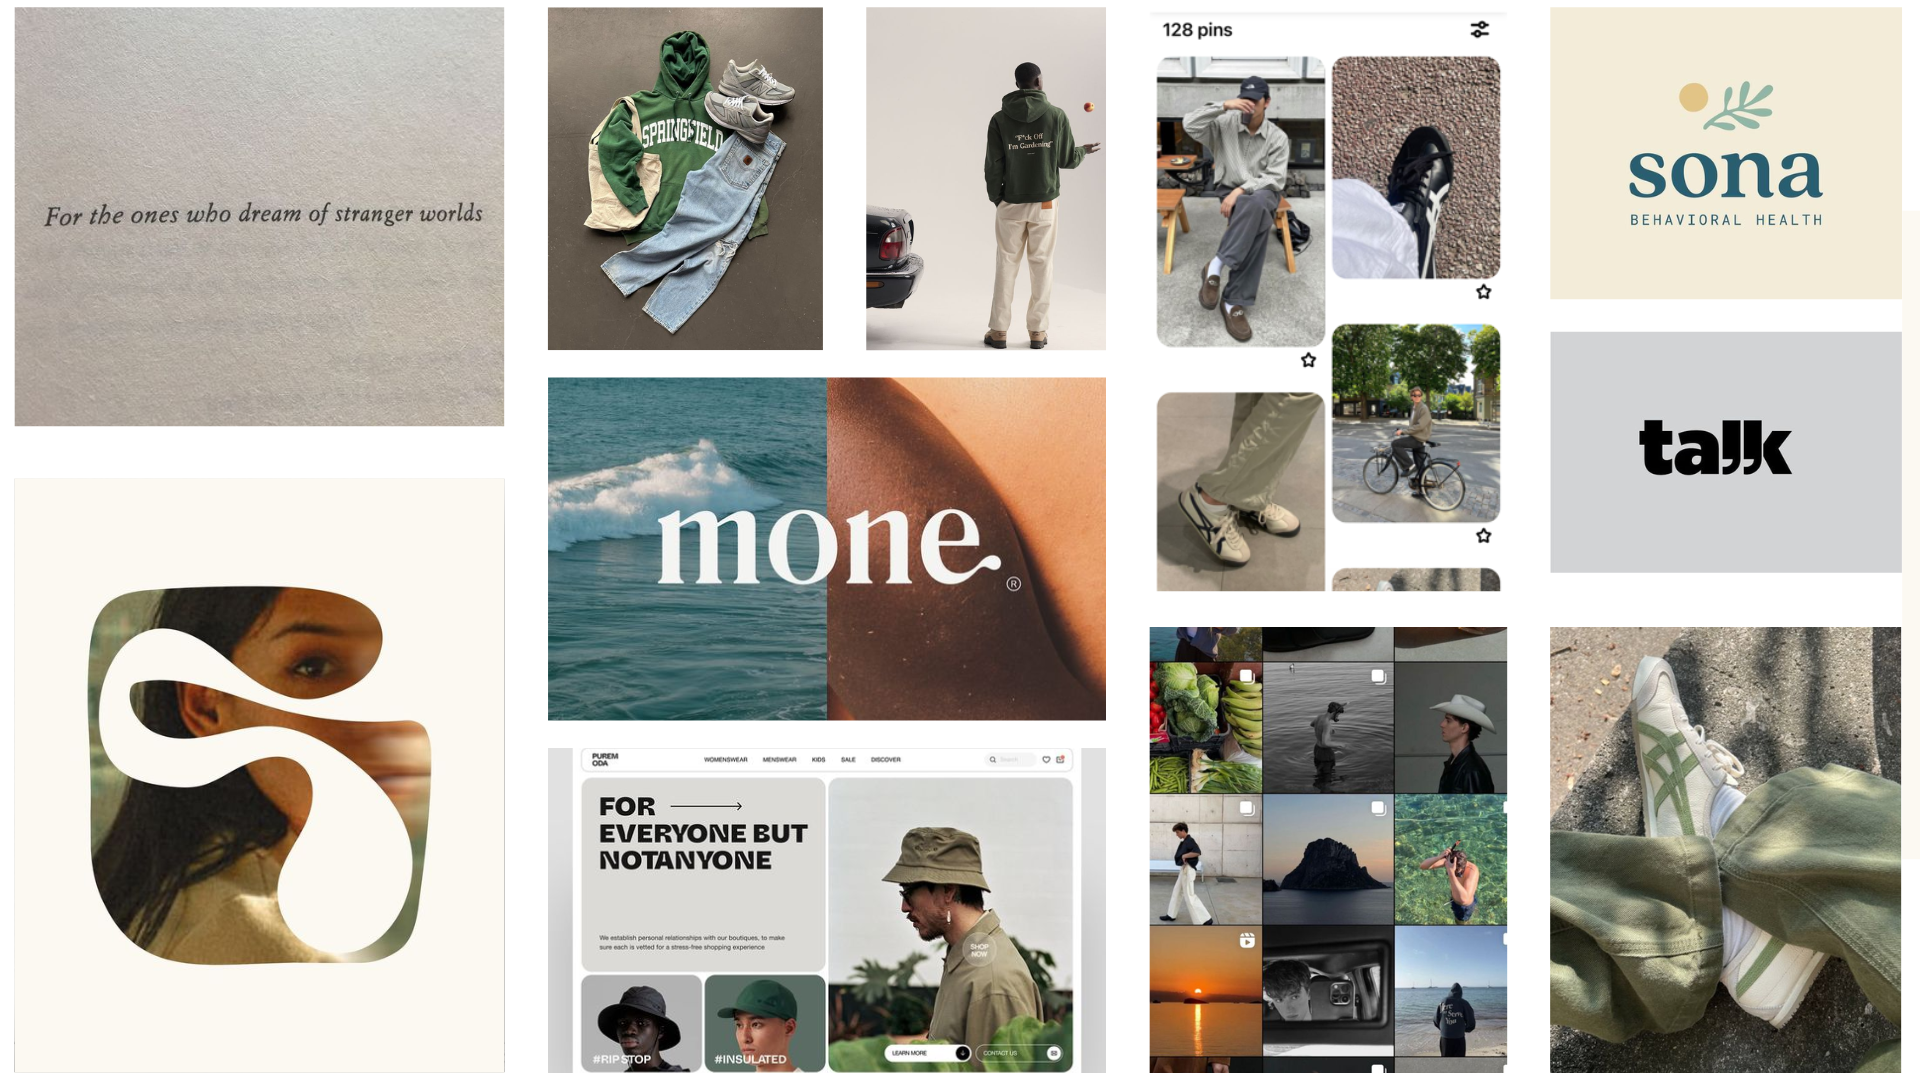 For the ones who dream of stranger worlds
SPRINGFIELD
"F*ck Off
I'm Gardening"
mone.
®
PUREM
ODA
WOMENSWEAR MENSWEAR KIDS SALE DISCOVER
Search
FOR
EVERYONE BUT
NOTANYONE
We establish personal relationships with our boutiques, to make
sure each is vetted for a stress-free shopping experience
SHOP
NOW
#RIPSTOP
#INSULATED
LEARN MORE
CONTACT US
128 pins
sona
BEHAVIORAL HEALTH
talk